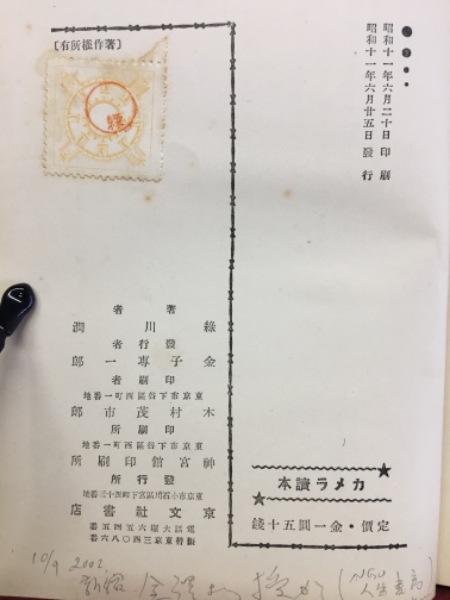 昭和十一年六月二十日印刷
昭和十一年六月廿五日發行
カメラ讀本
定價・金一圓五十錢
〔著作權所有〕
著者
綠川潤
發行者
金子專一郎
印刷者
東京市下谷區西町一番地
木村茂市郎
印刷所
東京市下谷區西町一番地
神宮館印刷所
發行所
東京市小石川區宮下町四十三番地
京文社書店
電話大塚六五四五番
振替東京三四〇八六番
10/9 2002.